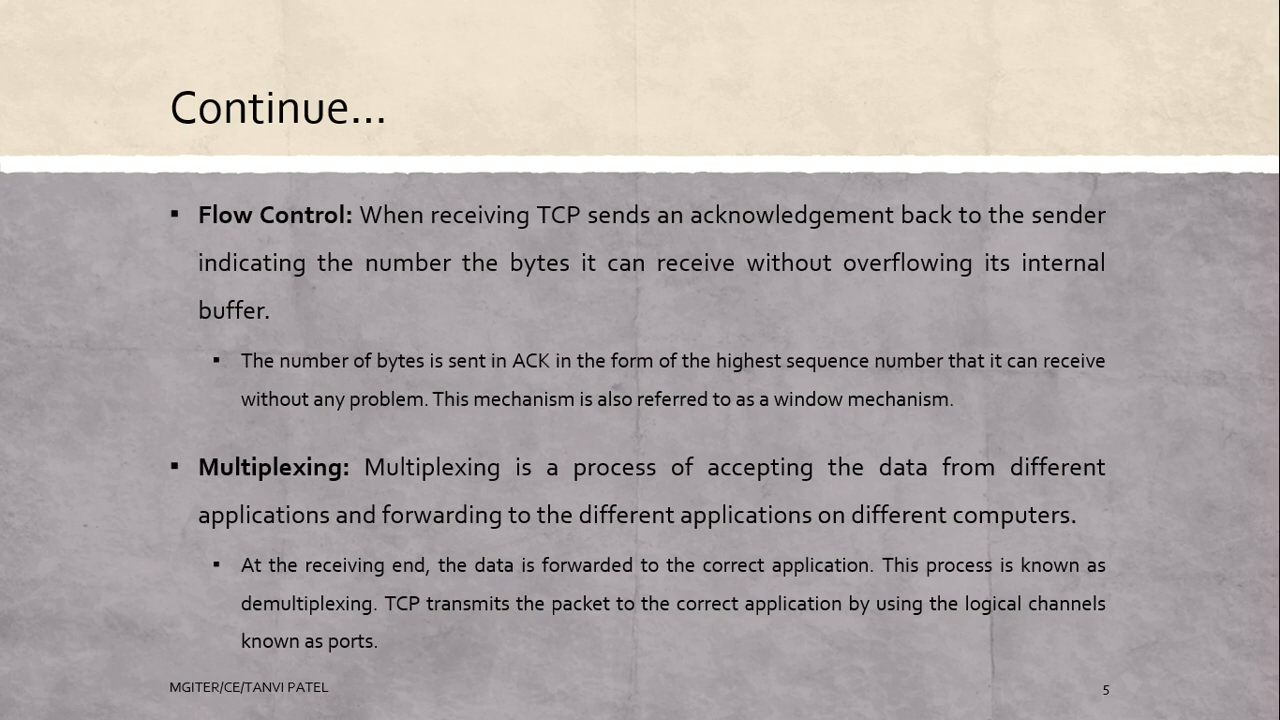 Continue...
▪ Flow Control: When receiving TCP sends an acknowledgement back to the sender
indicating the number the bytes it can receive without overflowing its internal
buffer.
▪ The number of bytes is sent in ACK in the form of the highest sequence number that it can receive
without any problem. This mechanism is also referred to as a window mechanism.
▪ Multiplexing: Multiplexing is a process of accepting the data from different
applications and forwarding to the different applications on different computers.
▪ At the receiving end, the data is forwarded to the correct application. This process is known as
demultiplexing. TCP transmits the packet to the correct application by using the logical channels
known as ports.
MGITER/CE/TANVI PATEL
5